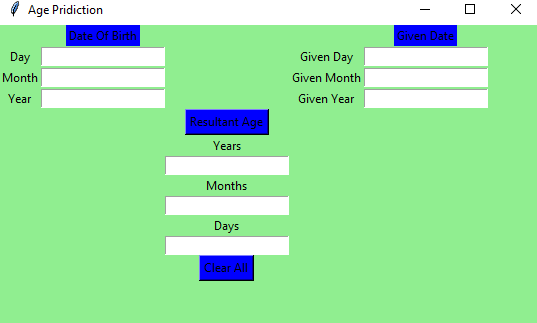 Age Pridiction
Date Of Birth
Given Date
Day
Given Day
Month
Given Month
Year
Given Year
Resultant Age
Years
Months
Days
Clear All